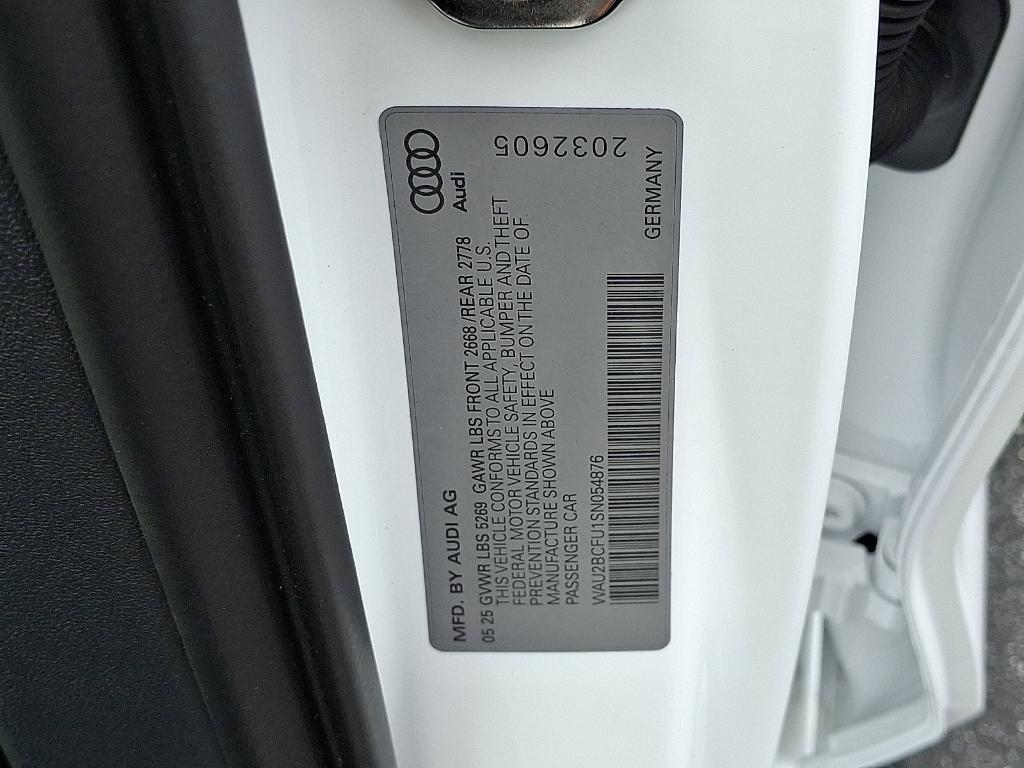 MFD. BY AUDI AG
Audi
05 25 GVWR LBS 5269 GAWR LBS FRONT 2668 /REAR 2778
THIS VEHICLE CONFORMS TO ALL APPLICABLE U.S.
FEDERAL MOTOR VEHICLE SAFETY, BUMPER AND THEFT
PREVENTION STANDARDS IN EFFECT ON THE DATE OF
MANUFACTURE SHOWN ABOVE
PASSENGER CAR
WAU2BCFU1SN054876
GERMANY
2032605